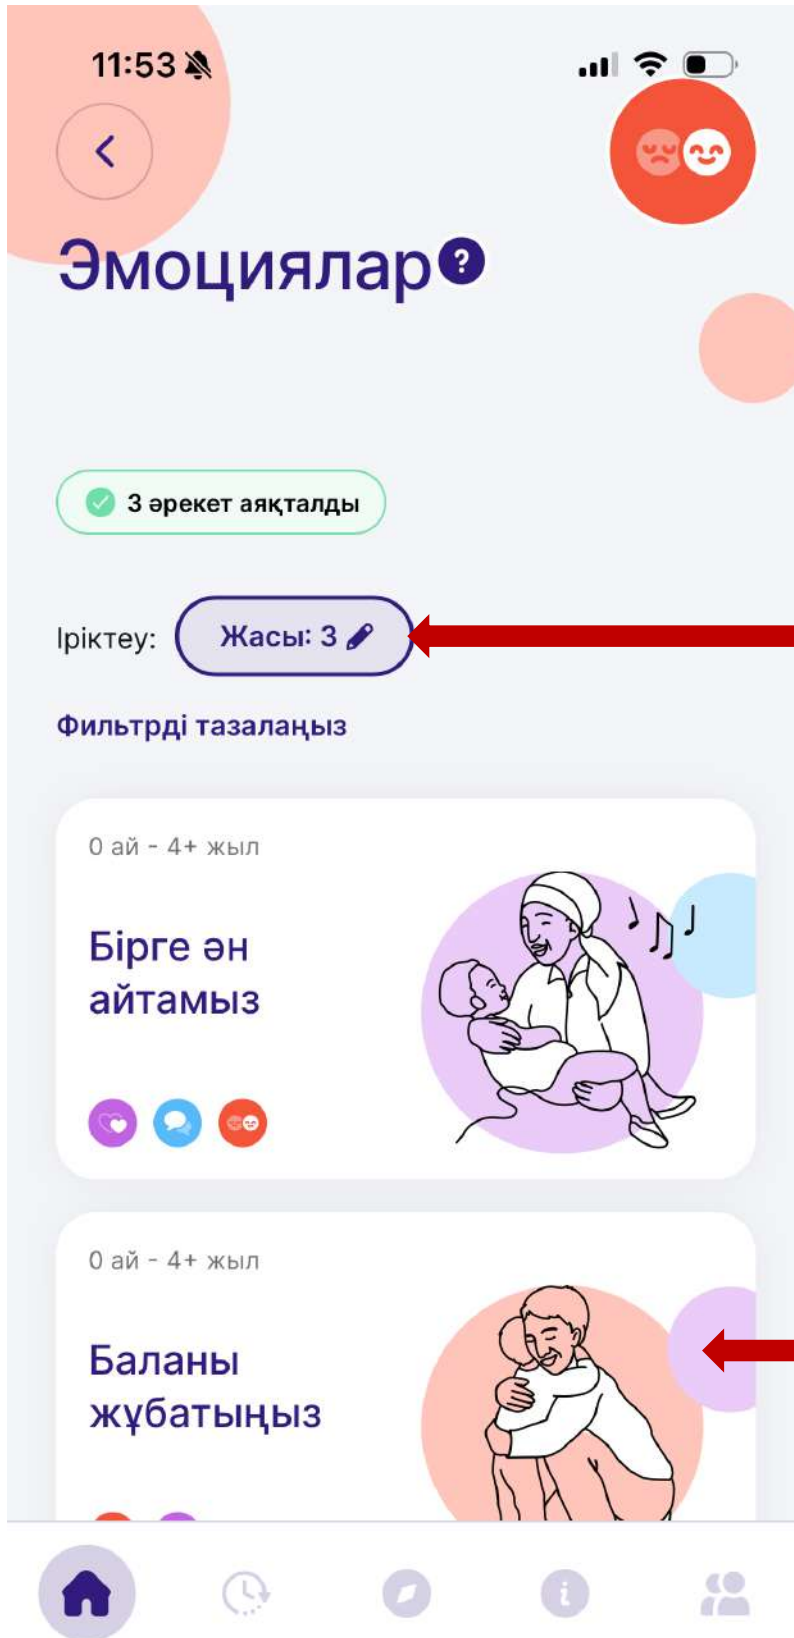 11:53
Эмоциялар?
3 әрекет аяқталды
Іріктеу: Жасы: 3
Фильтрді тазалаңыз
0 ай - 4+ жыл
Бірге ән
айтамыз
0 ай - 4+ жыл
Баланы
жұбатыңыз